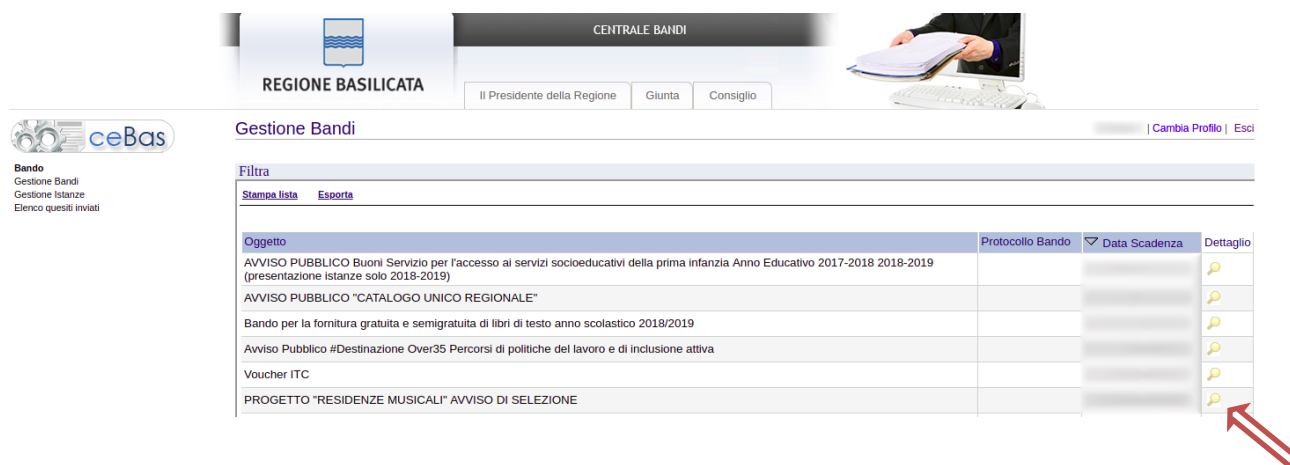 CENTRALE BANDI
REGIONE BASILICATA
Il Presidente della Regione Giunta Consiglio
ceBas
Gestione Bandi
| Cambia Profilo | Esci
Bando
Gestione Bandi
Gestione Istanze
Elenco quesiti inviati
Filtra
Stampa lista Esporta
Oggetto Protocollo Bando Data Scadenza Dettaglio
AVVISO PUBBLICO Buoni Servizio per l'accesso ai servizi socioeducativi della prima infanzia Anno Educativo 2017-2018 2018-2019
(presentazione istanze solo 2018-2019)
AVVISO PUBBLICO "CATALOGO UNICO REGIONALE"
Bando per la fornitura gratuita e semigratuita di libri di testo anno scolastico 2018/2019
Avviso Pubblico #Destinazione Over35 Percorsi di politiche del lavoro e di inclusione attiva
Voucher ITC
PROGETTO "RESIDENZE MUSICALI" AVVISO DI SELEZIONE